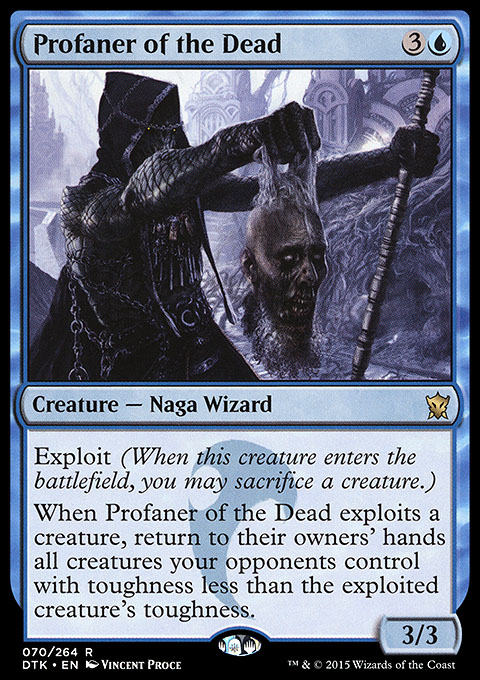 Profaner of the Dead 3
Creature — Naga Wizard
Exploit (When this creature enters the
battlefield, you may sacrifice a creature.)
When Profaner of the Dead exploits a
creature, return to their owners' hands
all creatures your opponents control
with toughness less than the exploited
creature's toughness.
3/3
070/264 R
DTK • EN Vincent Proce
™ & © 2015 Wizards of the Coast